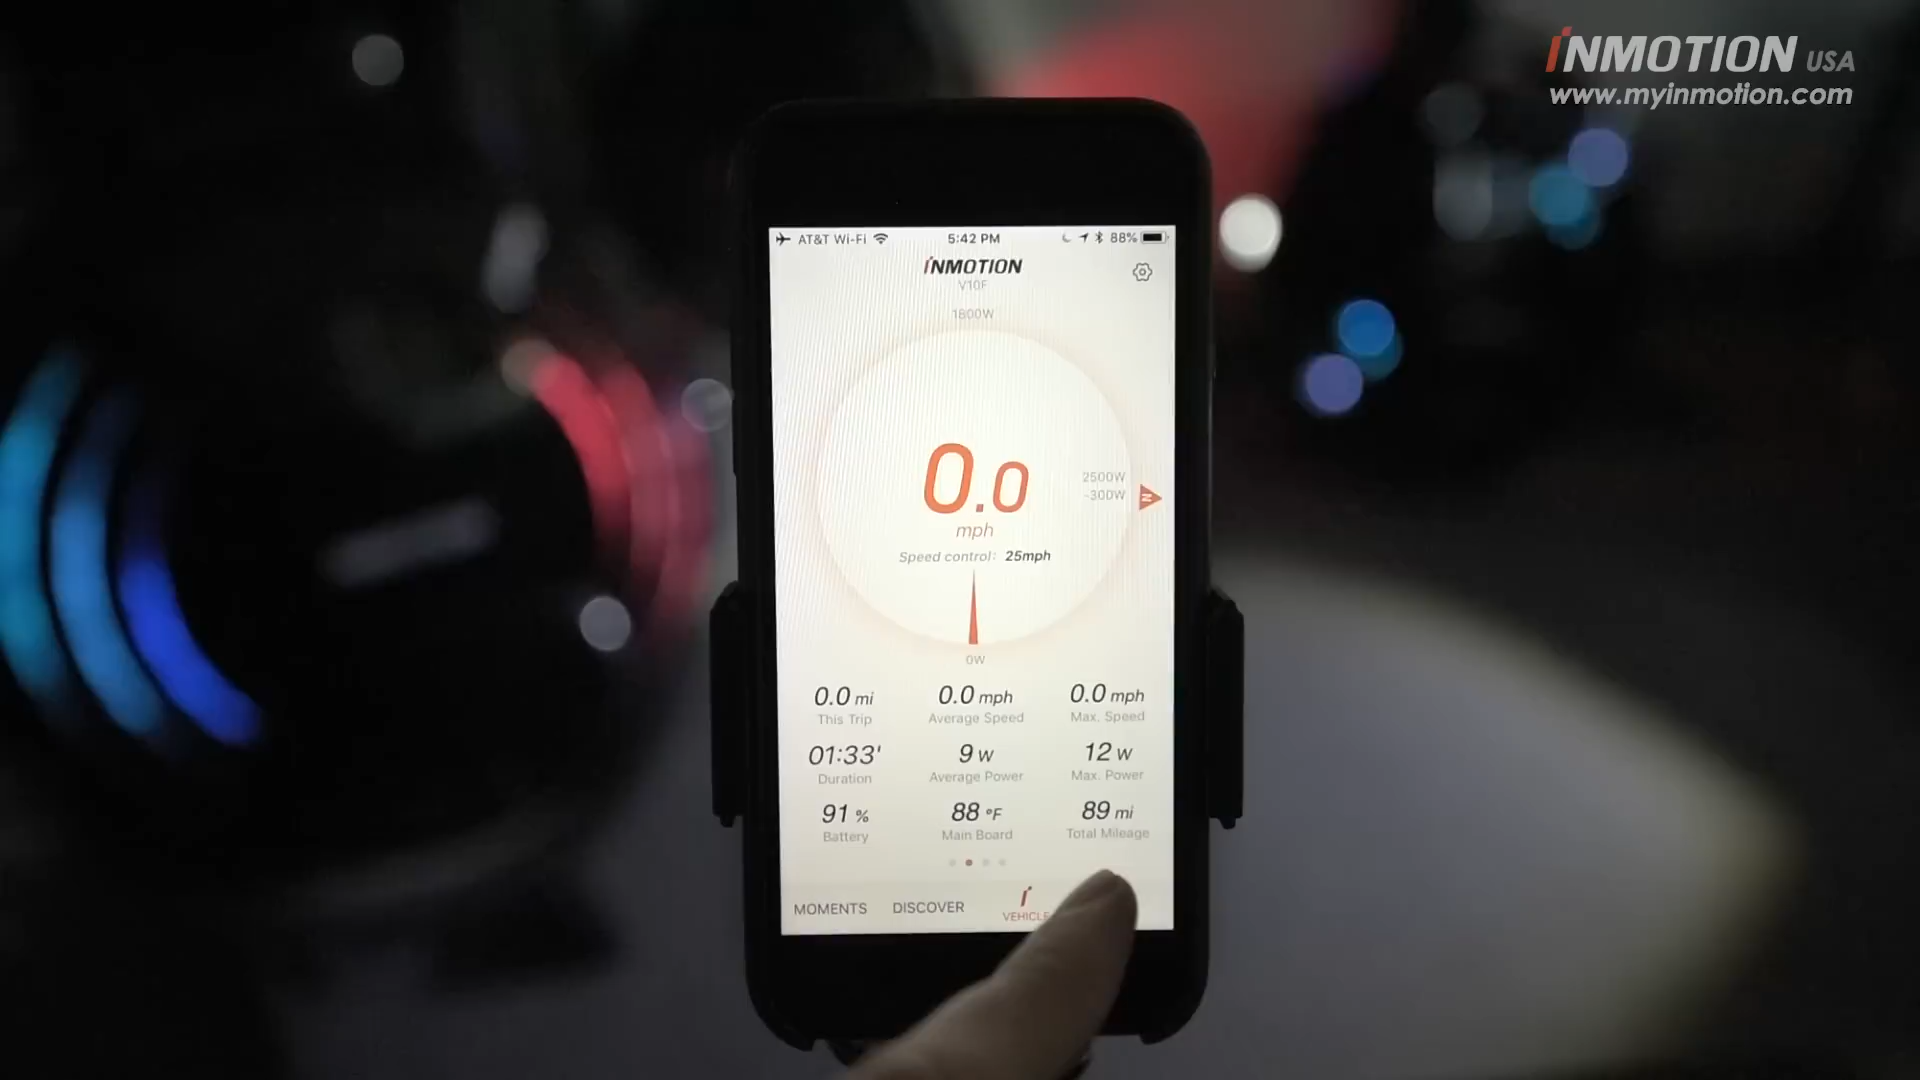 INMOTION USA
www.myinmotion.com
AT&T Wi-Fi 5:42 PM 88%
INMOTION
V10F
1800W
0.0
mph
2500W
-300W
N
Speed control: 25mph
0W
0.0 mi 0.0 mph 0.0 mph
This Trip Average Speed Max. Speed
01:33' 9 W 12 W
Duration Average Power Max. Power
91 % 88 °F 89 mi
Battery Main Board Total Mileage
MOMENTS DISCOVER VEHICLE